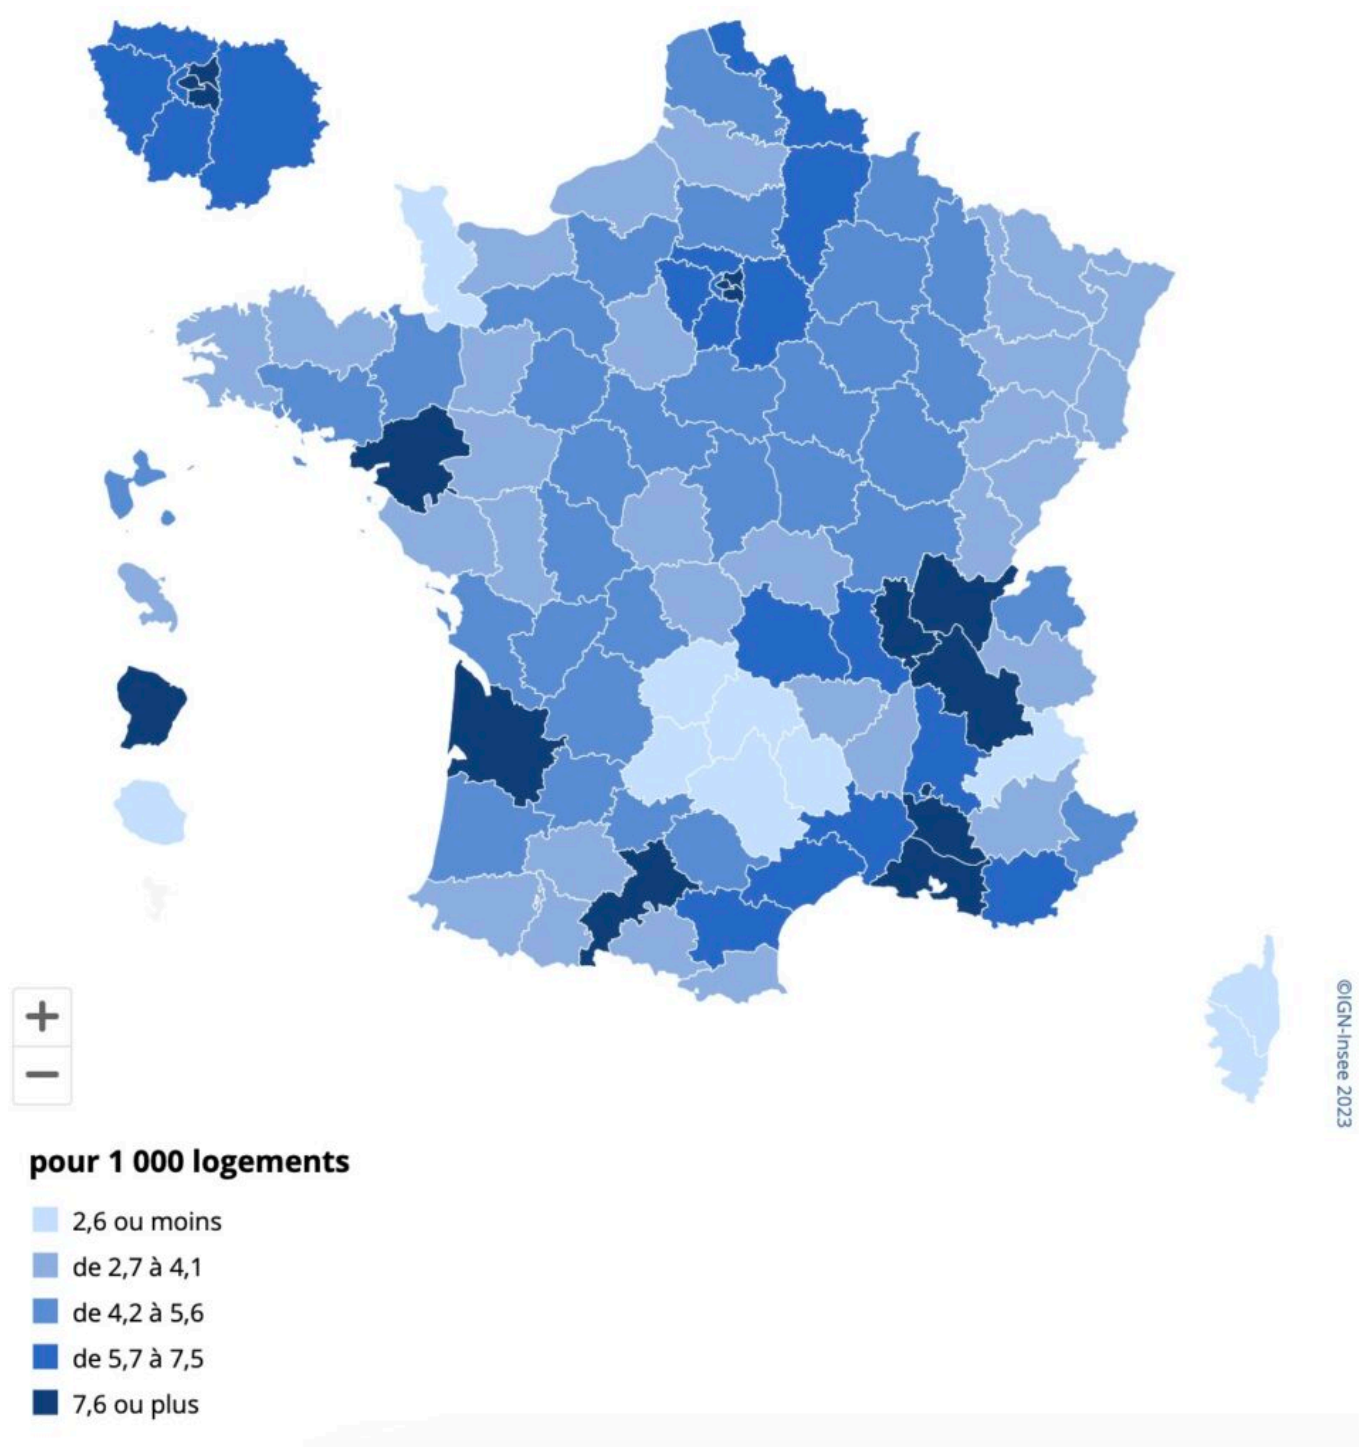 +
−
©IGN-Insee 2023
pour 1 000 logements
2,6 ou moins
de 2,7 à 4,1
de 4,2 à 5,6
de 5,7 à 7,5
7,6 ou plus